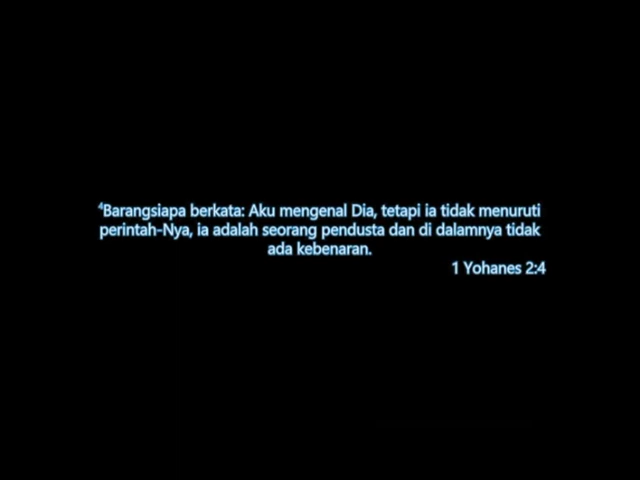 ⁴Barangsiapa berkata: Aku mengenal Dia, tetapi ia tidak menuruti
perintah-Nya, ia adalah seorang pendusta dan di dalamnya tidak
ada kebenaran.
1 Yohanes 2:4